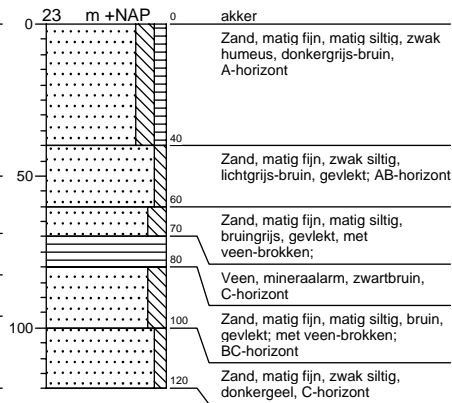 23 m +NAP 0 akker
0
Zand, matig fijn, matig siltig, zwak
humeus, donkergrijs-bruin,
A-horizont
40
Zand, matig fijn, zwak siltig,
lichtgrijs-bruin, gevlekt; AB-horizont
50
60
Zand, matig fijn, matig siltig,
bruingrijs, gevlekt, met
veen-brokken;
70
80
Veen, mineraalarm, zwartbruin,
C-horizont
Zand, matig fijn, matig siltig, bruin,
gevlekt; met veen-brokken;
BC-horizont
100
100
Zand, matig fijn, zwak siltig,
donkergeel, C-horizont
120